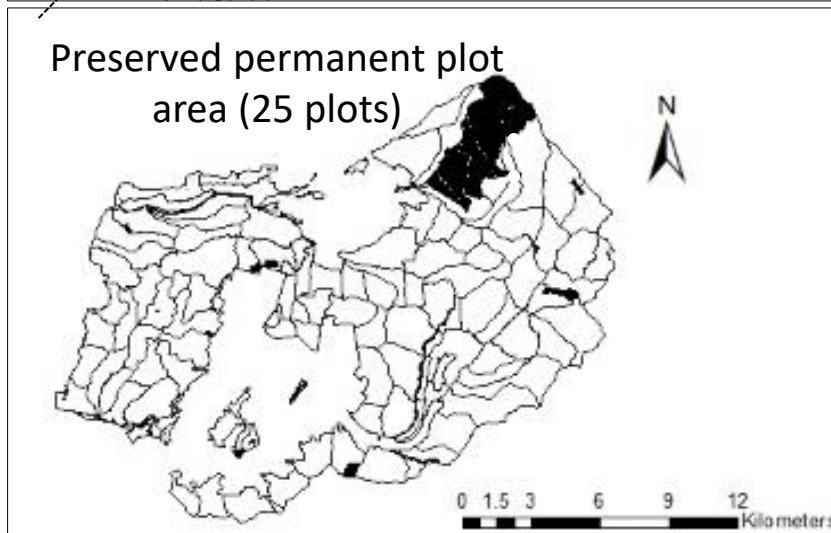 Preserved permanent plot
area (25 plots)
N
0 1.5 3 6 9 12
Kilometers